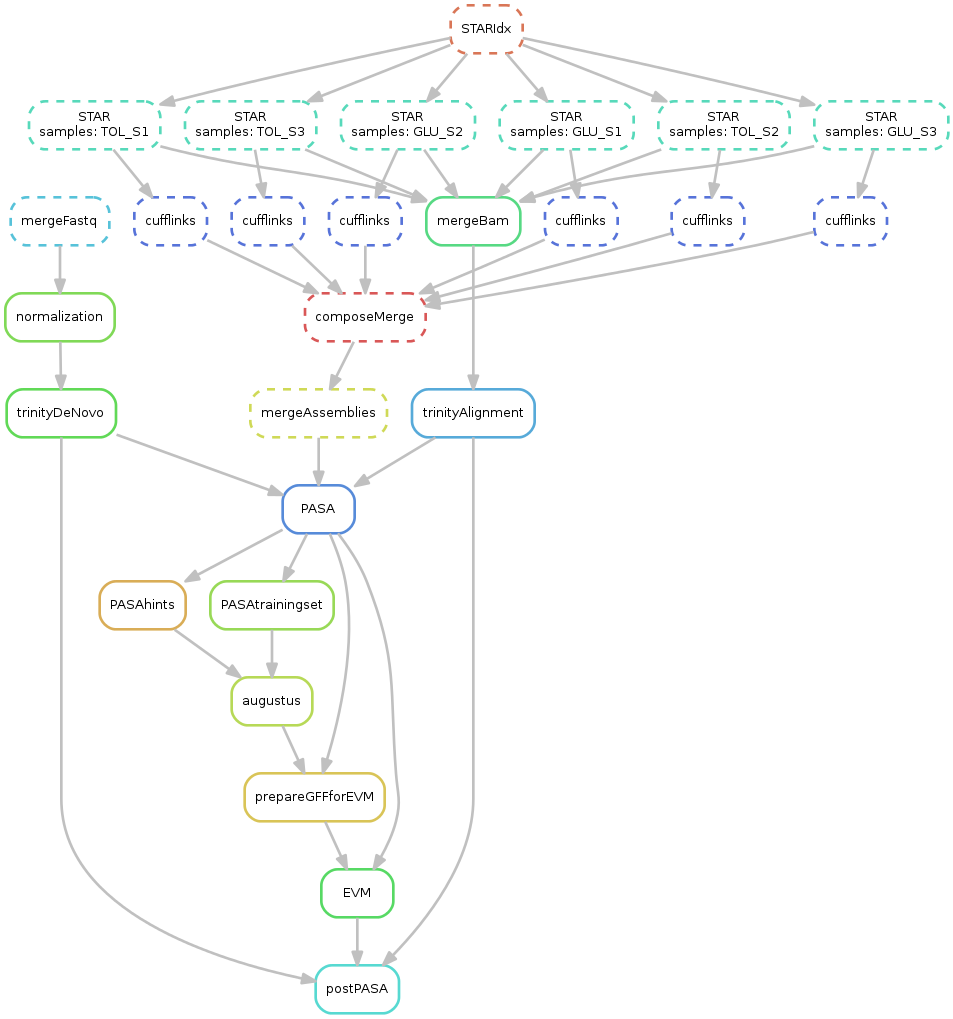 STARIdx
STAR
samples: TOL_S1
STAR
samples: TOL_S3
STAR
samples: GLU_S2
STAR
samples: GLU_S1
STAR
samples: TOL_S2
STAR
samples: GLU_S3
mergeFastq
cufflinks
cufflinks
cufflinks
mergeBam
cufflinks
cufflinks
cufflinks
normalization
composeMerge
trinityDeNovo
mergeAssemblies
trinityAlignment
PASA
PASAhints
PASAtrainingset
augustus
prepareGFFforEVM
EVM
postPASA